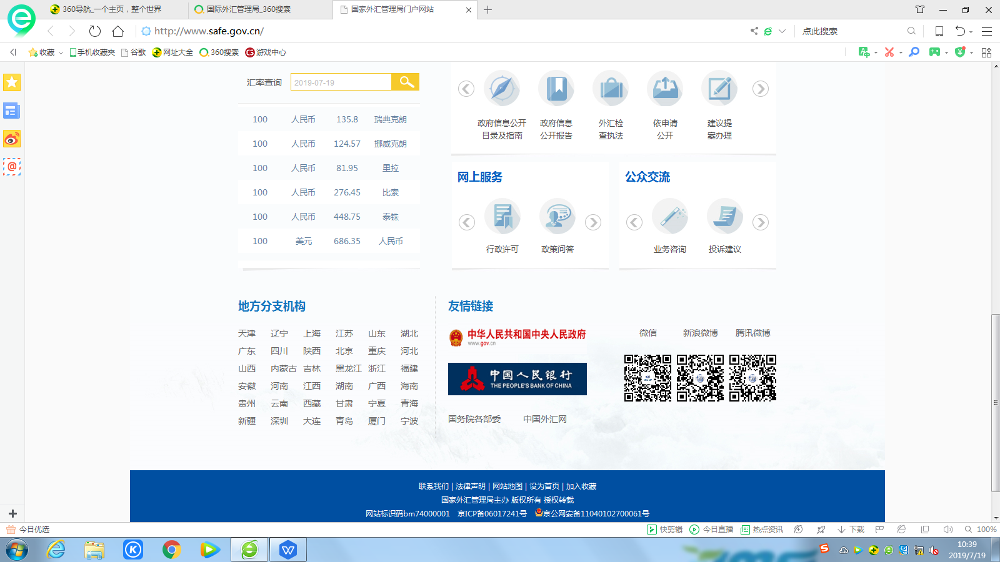 360导航_一个主页，整个世界
国际外汇管理局_360搜索
国家外汇管理局门户网站
http://www.safe.gov.cn/
点此搜索
收藏
手机收藏夹
谷歌
网址大全
360搜索
游戏中心
汇率查询
2019-07-19
100 人民币 135.8 瑞典克朗
100 人民币 124.57 挪威克朗
100 人民币 81.95 里拉
100 人民币 276.45 比索
100 人民币 448.75 泰铢
100 美元 686.35 人民币
政府信息公开
目录及指南
政府信息
公开报告
外汇检
查执法
依申请
公开
建议提
案办理
网上服务
行政许可
政策问答
公众交流
业务咨询
投诉建议
地方分支机构
天津 辽宁 上海 江苏 山东 湖北
广东 四川 陕西 北京 重庆 河北
山西 内蒙古 吉林 黑龙江 浙江 福建
安徽 河南 江西 湖南 广西 海南
贵州 云南 西藏 甘肃 宁夏 青海
新疆 深圳 大连 青岛 厦门 宁波
友情链接
中华人民共和国中央人民政府
www.gov.cn
中国人民银行
THE PEOPLE'S BANK OF CHINA
国务院各部委 中国外汇网
微信 新浪微博 腾讯微博
联系我们 | 法律声明 | 网站地图 | 设为首页 | 加入收藏
国家外汇管理局主办 版权所有 授权转载
网站标识码bm74000001 京ICP备06017241号 京公网安备11040102700061号
今日优选
快剪辑
今日直播
热点资讯
下载
100%
10:39
2019/7/19